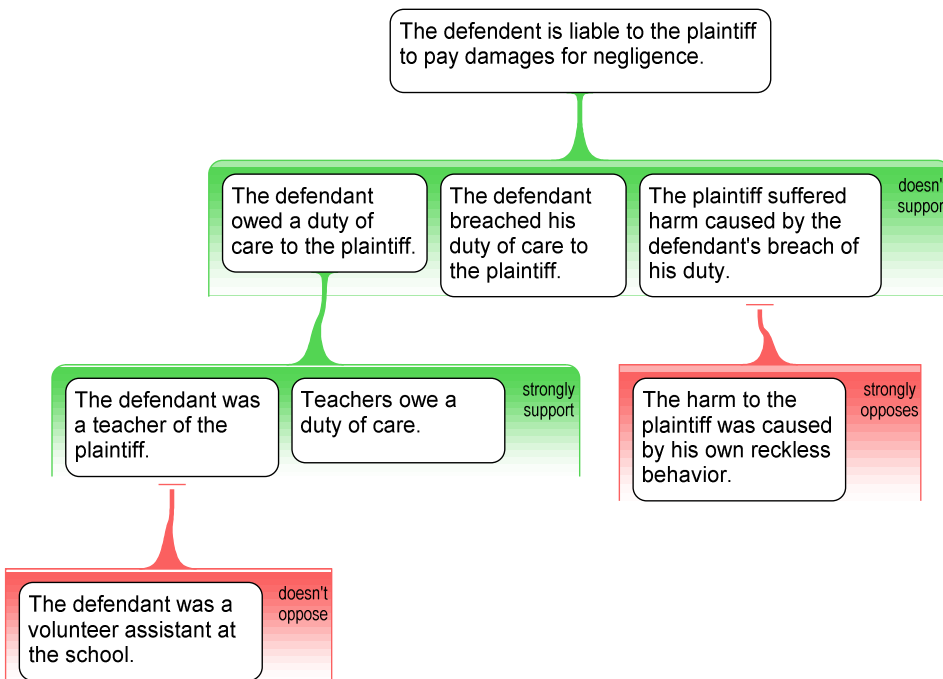 The defendent is liable to the plaintiff
to pay damages for negligence.
The defendant
owed a duty of
care to the plaintiff.
The defendant
breached his
duty of care to
the plaintiff.
The plaintiff suffered
harm caused by the
defendant's breach of
his duty.
doesn't
support
The defendant was
a teacher of the
plaintiff.
Teachers owe a
duty of care.
strongly
support
The harm to the
plaintiff was caused
by his own reckless
behavior.
strongly
opposes
The defendant was a
volunteer assistant at
the school.
doesn't
oppose